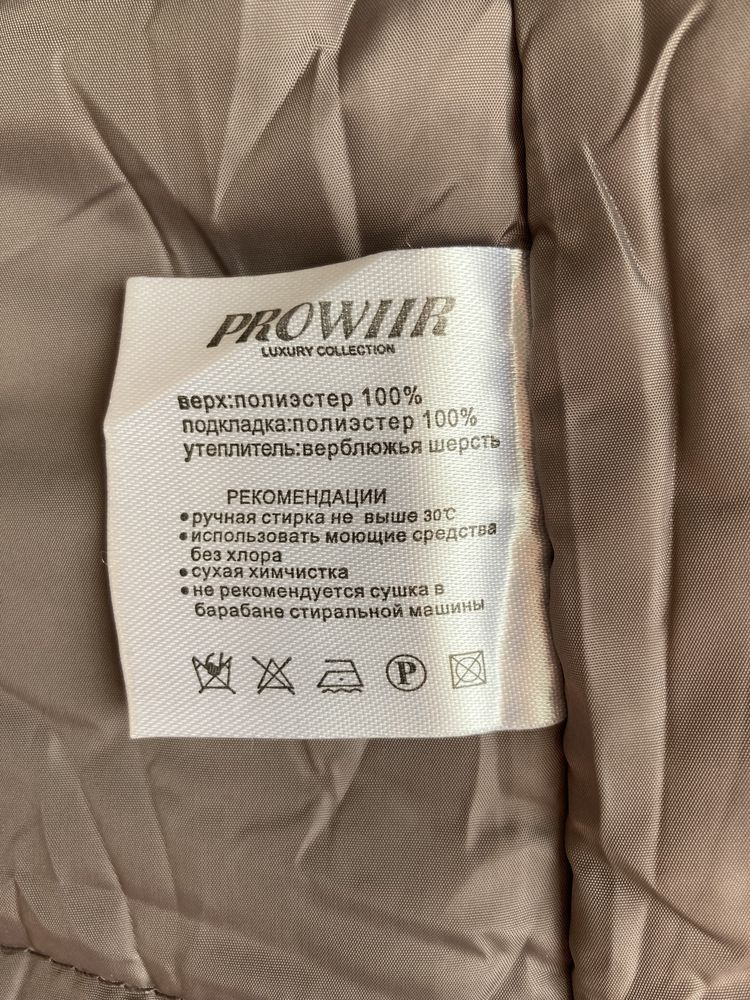 PROWIIR
LUXURY COLLECTION
верх:полиэстер 100%
подкладка:полиэстер 100%
утеплитель:верблюжья шерсть
РЕКОМЕНДАЦИИ
•ручная стирка не выше 30℃
•использовать моющие средства
без хлора
•сухая химчистка
•не рекомендуется сушка в
барабане стиральной машины
P